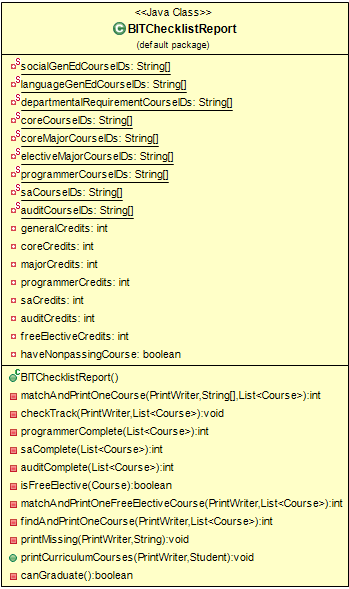 <<Java Class>>
BITChecklistReport
(default package)
socialGenEdCourseIDs: String[]
languageGenEdCourseIDs: String[]
departmentalRequirementCourseIDs: String[]
coreCourseIDs: String[]
coreMajorCourseIDs: String[]
electiveMajorCourseIDs: String[]
programmerCourseIDs: String[]
saCourseIDs: String[]
auditCourseIDs: String[]
generalCredits: int
coreCredits: int
majorCredits: int
programmerCredits: int
saCredits: int
auditCredits: int
freeElectiveCredits: int
haveNonpassingCourse: boolean
BITChecklistReport()
matchAndPrintOneCourse(PrintWriter,String[],List<Course>):int
checkTrack(PrintWriter,List<Course>):void
programmerComplete(List<Course>):int
saComplete(List<Course>):int
auditComplete(List<Course>):int
isFreeElective(Course):boolean
matchAndPrintOneFreeElectiveCourse(PrintWriter,List<Course>):int
findAndPrintOneCourse(PrintWriter,List<Course>):int
printMissing(PrintWriter,String):void
printCurriculumCourses(PrintWriter,Student):void
canGraduate():boolean